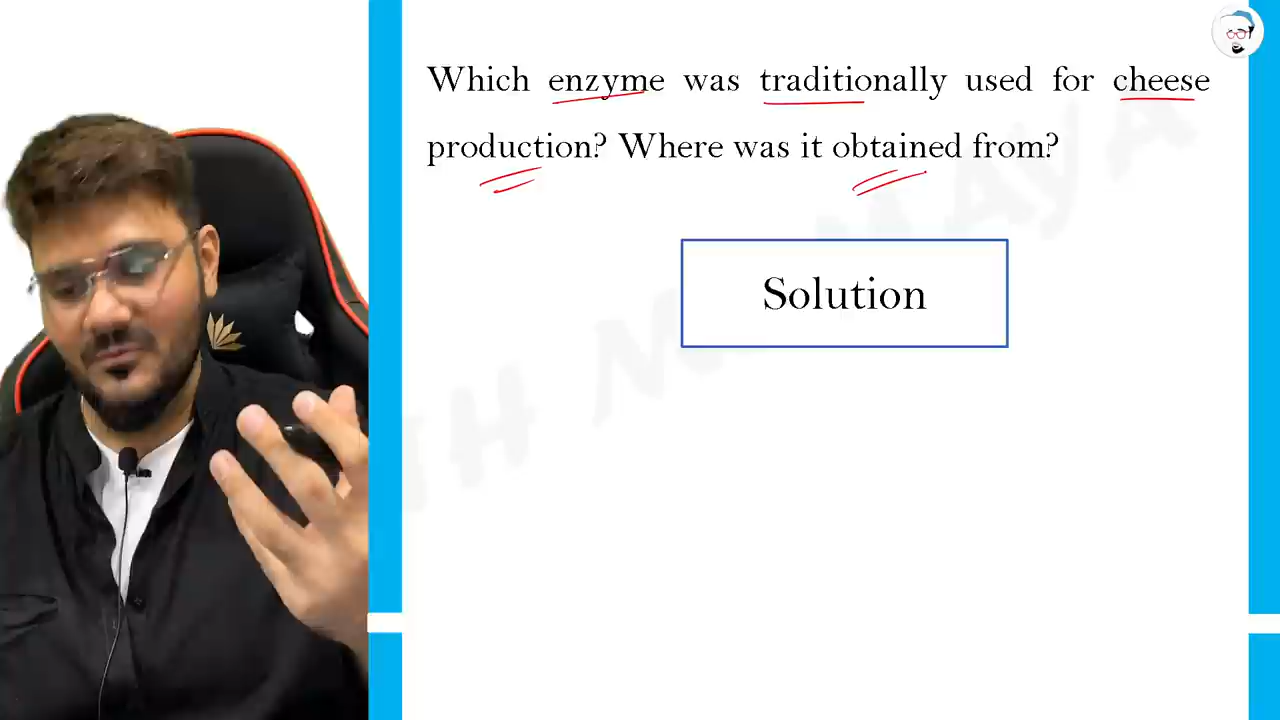 Which enzyme was traditionally used for cheese
production? Where was it obtained from?
Solution